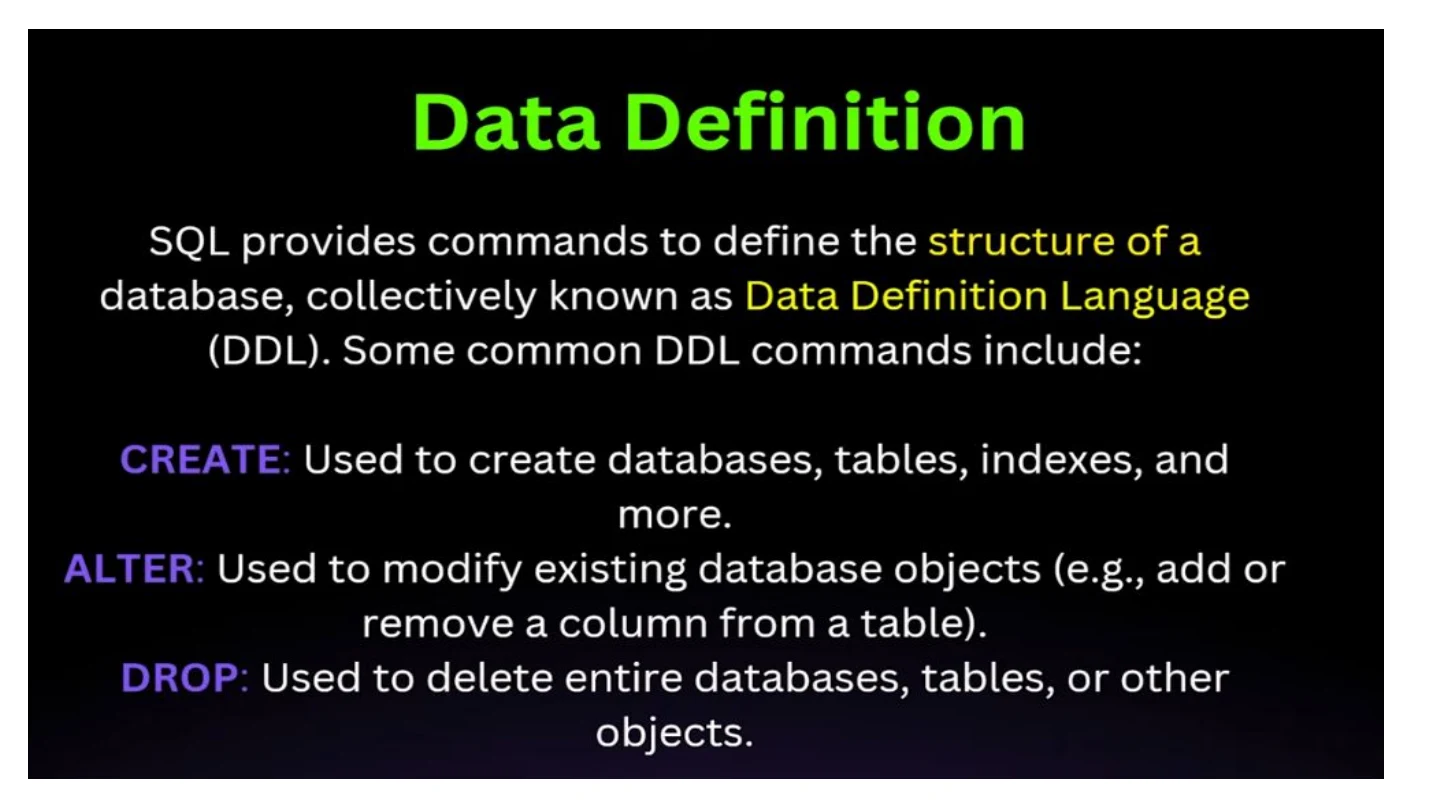 Data Definition
SQL provides commands to define the structure of a
database, collectively known as Data Definition Language
(DDL). Some common DDL commands include:
CREATE: Used to create databases, tables, indexes, and
more.
ALTER: Used to modify existing database objects (e.g., add or
remove a column from a table).
DROP: Used to delete entire databases, tables, or other
objects.